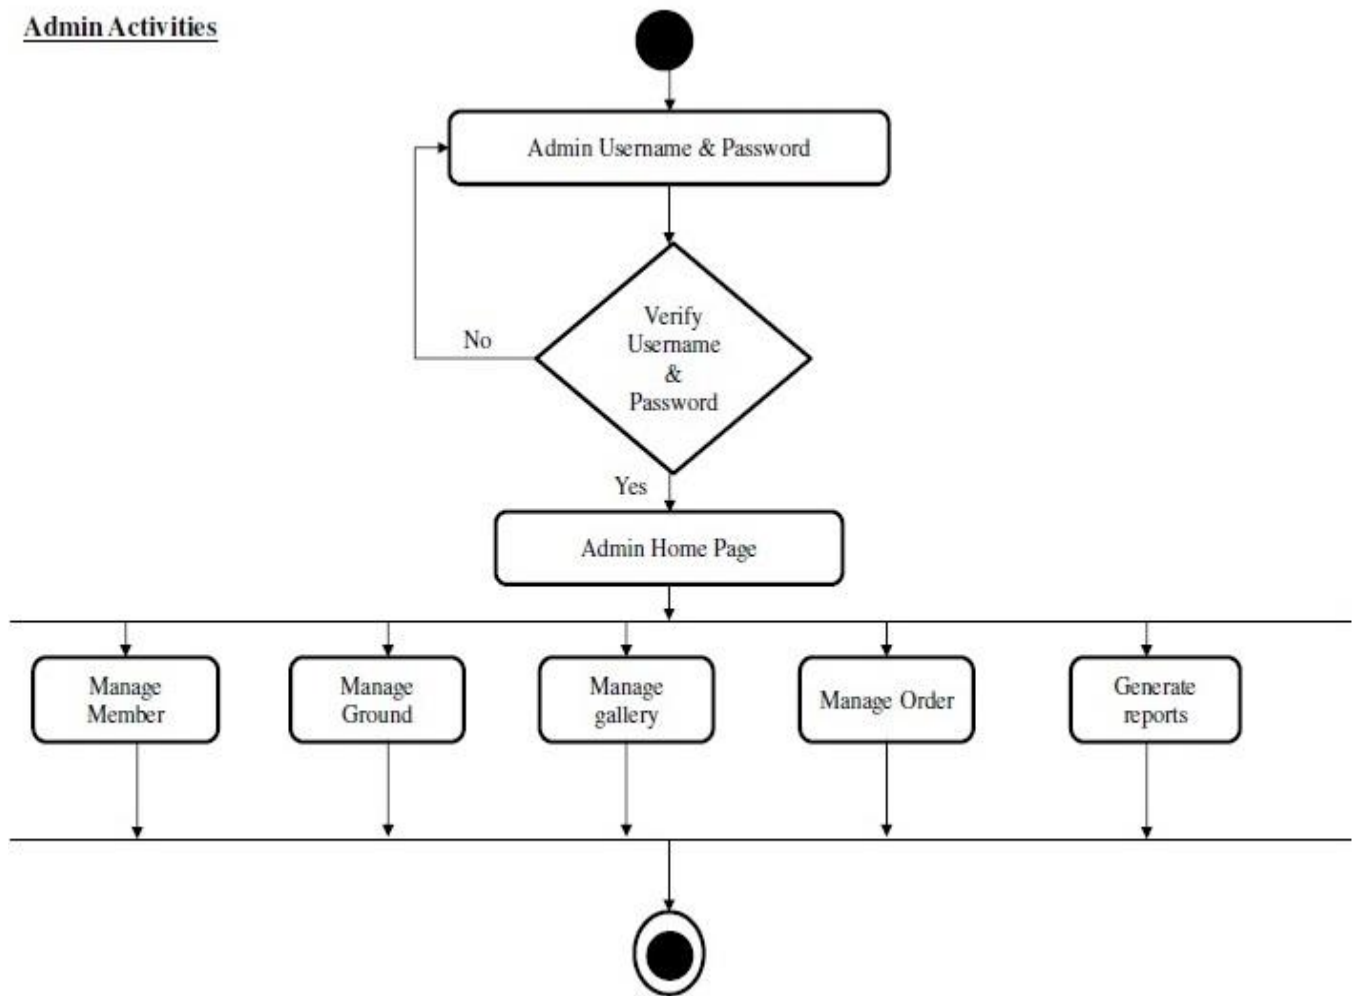 Admin Activities
Admin Username & Password
Verify
Username
&
Password
No
Yes
Admin Home Page
Manage
Member
Manage
Ground
Manage
gallery
Manage Order
Generate
reports